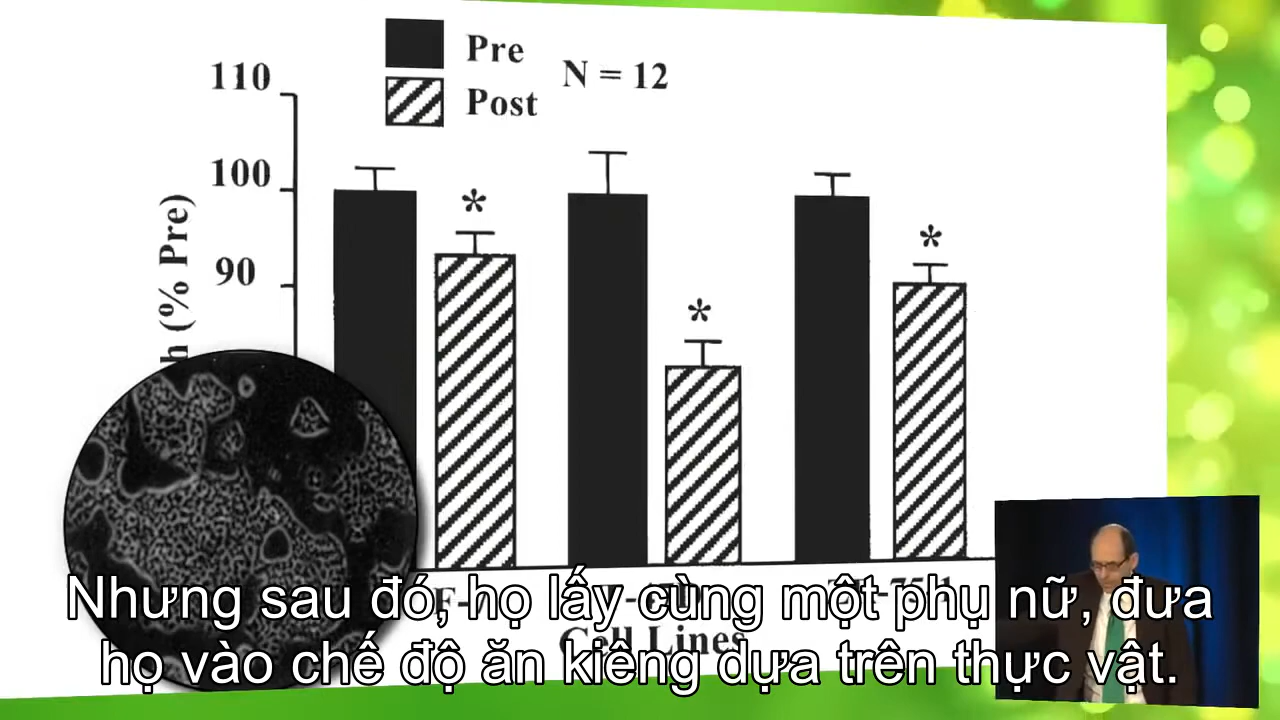 Pre
N = 12
Post
110
100
90
h (% Pre)
*
*
*
Cell Lines
Nhưng sau đó, họ lấy cùng một phụ nữ, đưa
họ vào chế độ ăn kiêng dựa trên thực vật.